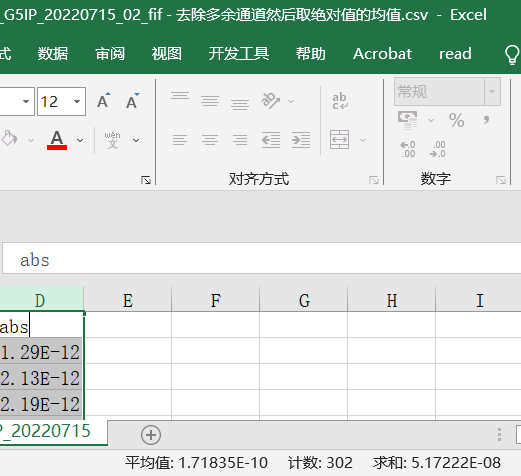 _G5IP_20220715_02_fif - 去除多余通道然后取绝对值的均值.csv - Excel
式 数据 审阅 视图 开发工具 帮助 Acrobat read
12 A A ab 常规
A wén 文 % ,
.00 .00 .0
对齐方式 数字
abs
D E F G H I
abs
1.29E-12
2.13E-12
2.19E-12
P_20220715
平均值: 1.71835E-10 计数: 302 求和: 5.17222E-08